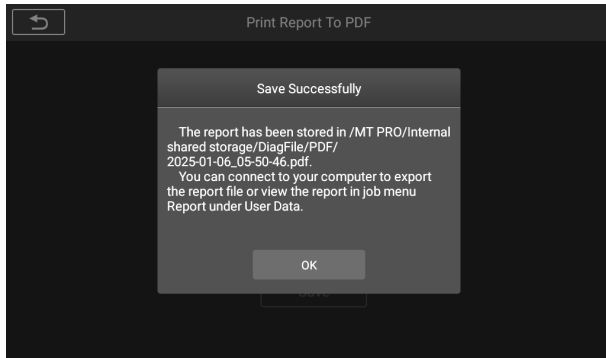 Print Report To PDF
Save Successfully
The report has been stored in /MT PRO/Internal
shared storage/DiagFile/PDF/
2025-01-06_05-50-46.pdf.
You can connect to your computer to export
the report file or view the report in job menu
Report under User Data.
OK